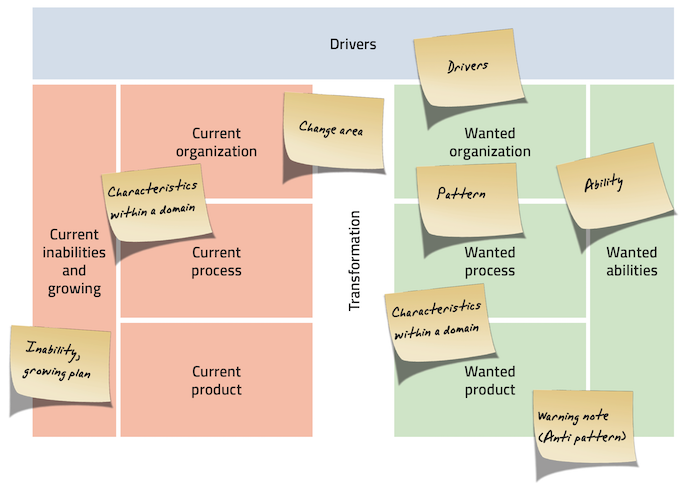 Drivers
Drivers
Current
organization
Change area
Wanted
organization
Characteristics
within a domain
Pattern
Ability
Current
inabilities
and
growing
Current
process
Transformation
Wanted
process
Wanted
abilities
Characteristics
within a domain
Inability,
growing plan
Current
product
Wanted
product
Warning note
(Anti pattern)